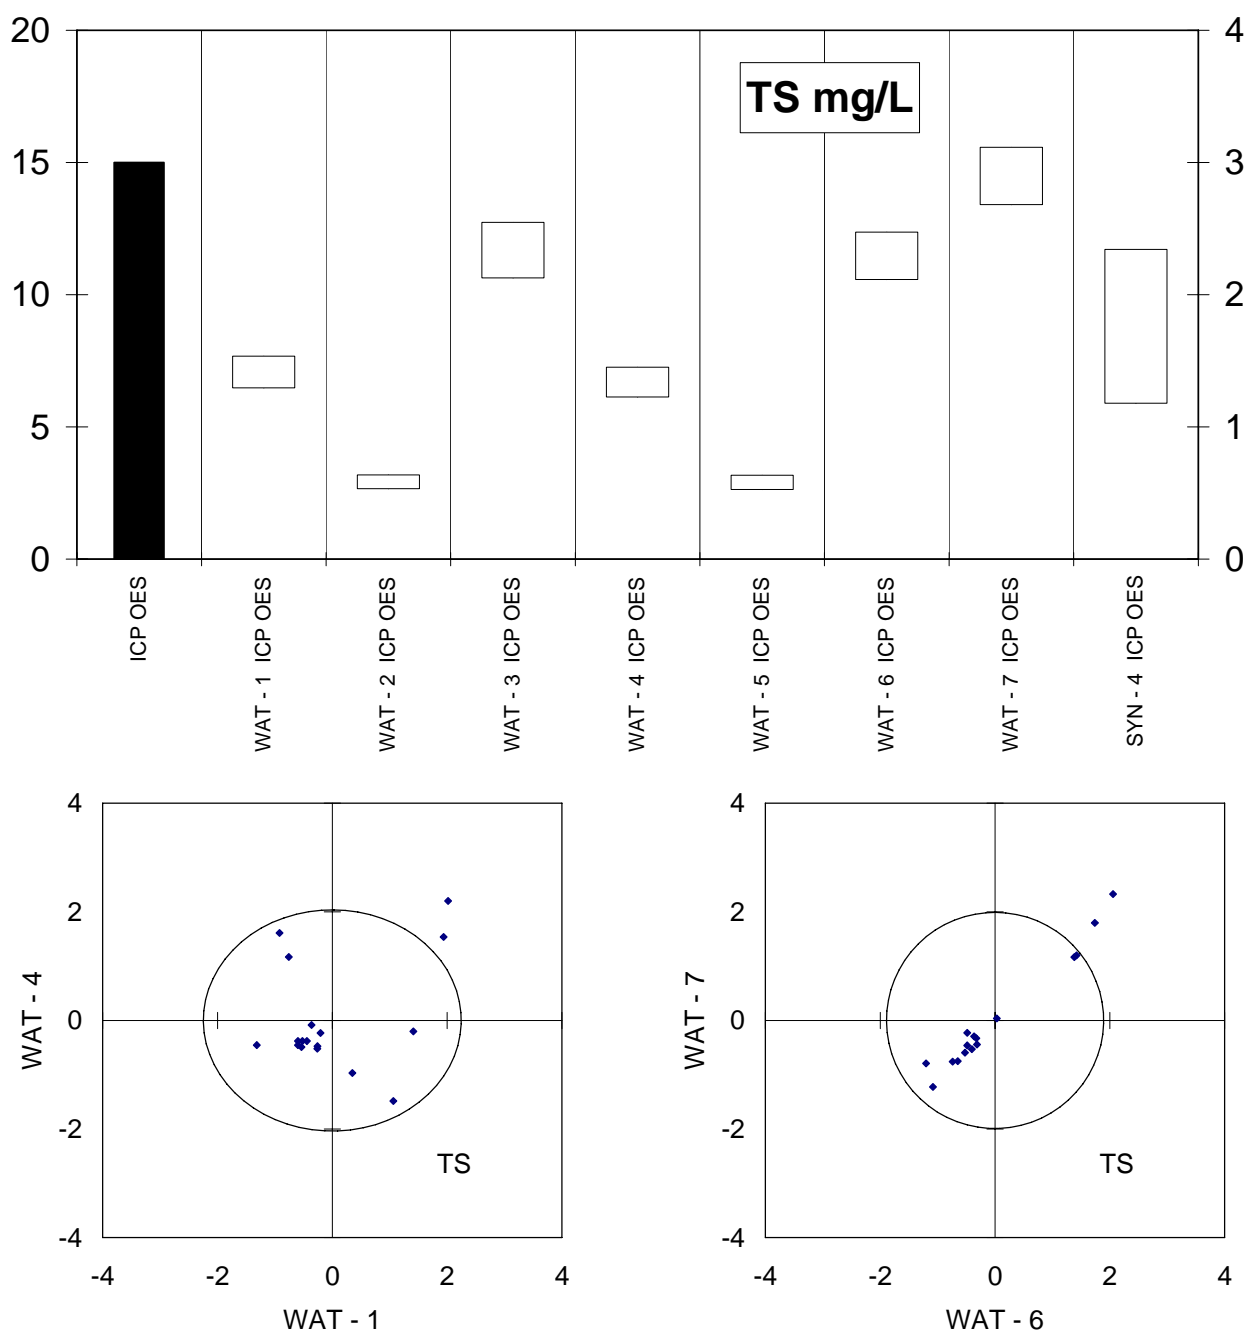 20
15
10
5
0
TS mg/L
4
3
2
1
0
ICP OES
WAT - 1 ICP OES
WAT - 2 ICP OES
WAT - 3 ICP OES
WAT - 4 ICP OES
WAT - 5 ICP OES
WAT - 6 ICP OES
WAT - 7 ICP OES
SYN - 4 ICP OES
WAT - 4
4
2
0
-2
-4
TS
-4 -2 0 2 4
WAT - 1
WAT - 7
4
2
0
-2
-4
TS
-4 -2 0 2 4
WAT - 6